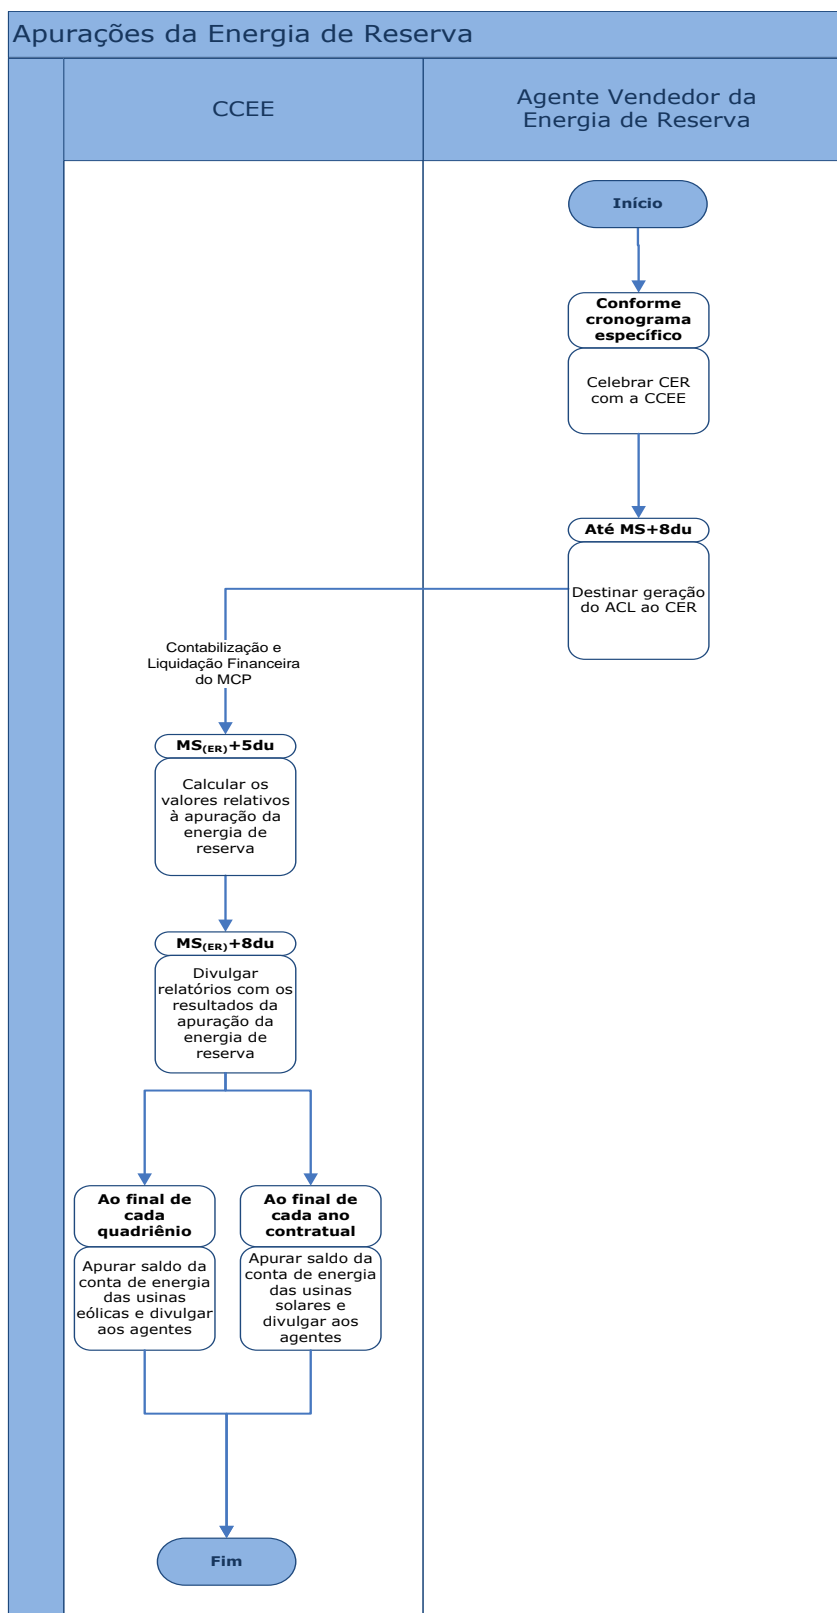 Apurações da Energia de Reserva
CCEE
Agente Vendedor da
Energia de Reserva
Início
Conforme
cronograma
específico
Celebrar CER
com a CCEE
Até MS+8du
Destinar geração
do ACL ao CER
Contabilização e
Liquidação Financeira
do MCP
MS(ER)+5du
Calcular os
valores relativos
à apuração da
energia de
reserva
MS(ER)+8du
Divulgar
relatórios com os
resultados da
apuração da
energia de
reserva
Ao final de
cada
quadriênio
Apurar saldo da
conta de energia
das usinas
eólicas e divulgar
aos agentes
Ao final de
cada ano
contratual
Apurar saldo da
conta de energia
das usinas
solares e
divulgar aos
agentes
Fim